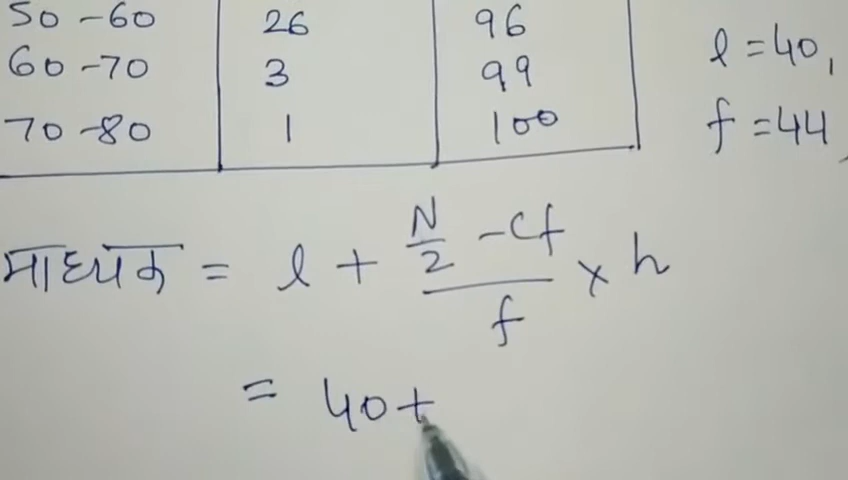 50 - 60 26 96
60 - 70 3 99
70 - 80 1 100
l = 40,
f = 44
माध्यक = l + (N/2 - Cf)/f × h
= 40 +